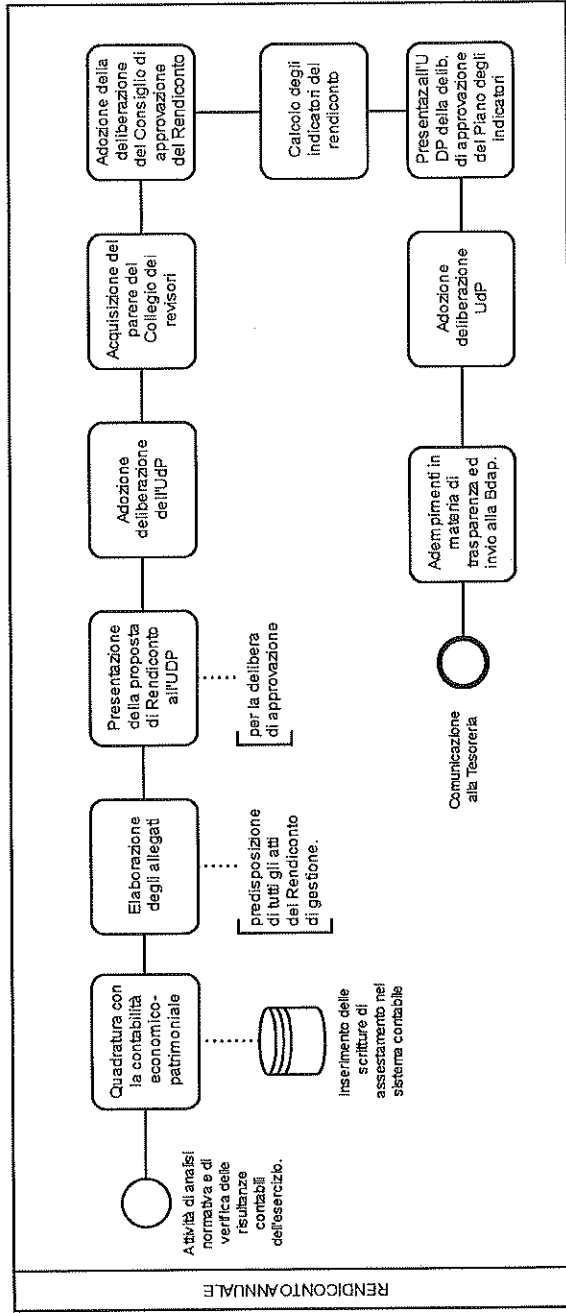 RENDICONTO ANNUALE
Attività di analisi
normativa e di
verifica delle
risultanze
contabili
dell'esercizio.
Quadratura con
la contabilità
economico-
patrimoniale
Inserimento delle
scritture di
assestamento nel
sistema contabile
Elaborazione
degli allegati
predisposizione
di tutti gli atti
del Rendiconto
di gestione.
Presentazione
della proposta
di Rendiconto
all'UDP
per la delibera
di approvazione
Adozione
deliberazione
dell'UdP
Acquisizione del
parere del
Collegio dei
revisori
Adozione della
deliberazione
del Consiglio di
approvazione
del Rendiconto
Calcolo degli
indicatori del
rendiconto
Presentaz all'U
DP della delib.
di approvazione
del Piano degli
indicatori
Adozione
deliberazione
UdP
Adempimenti in
materia di
trasparenza ed
invio alla Bdap.
Comunicazione
alla Tesoreria